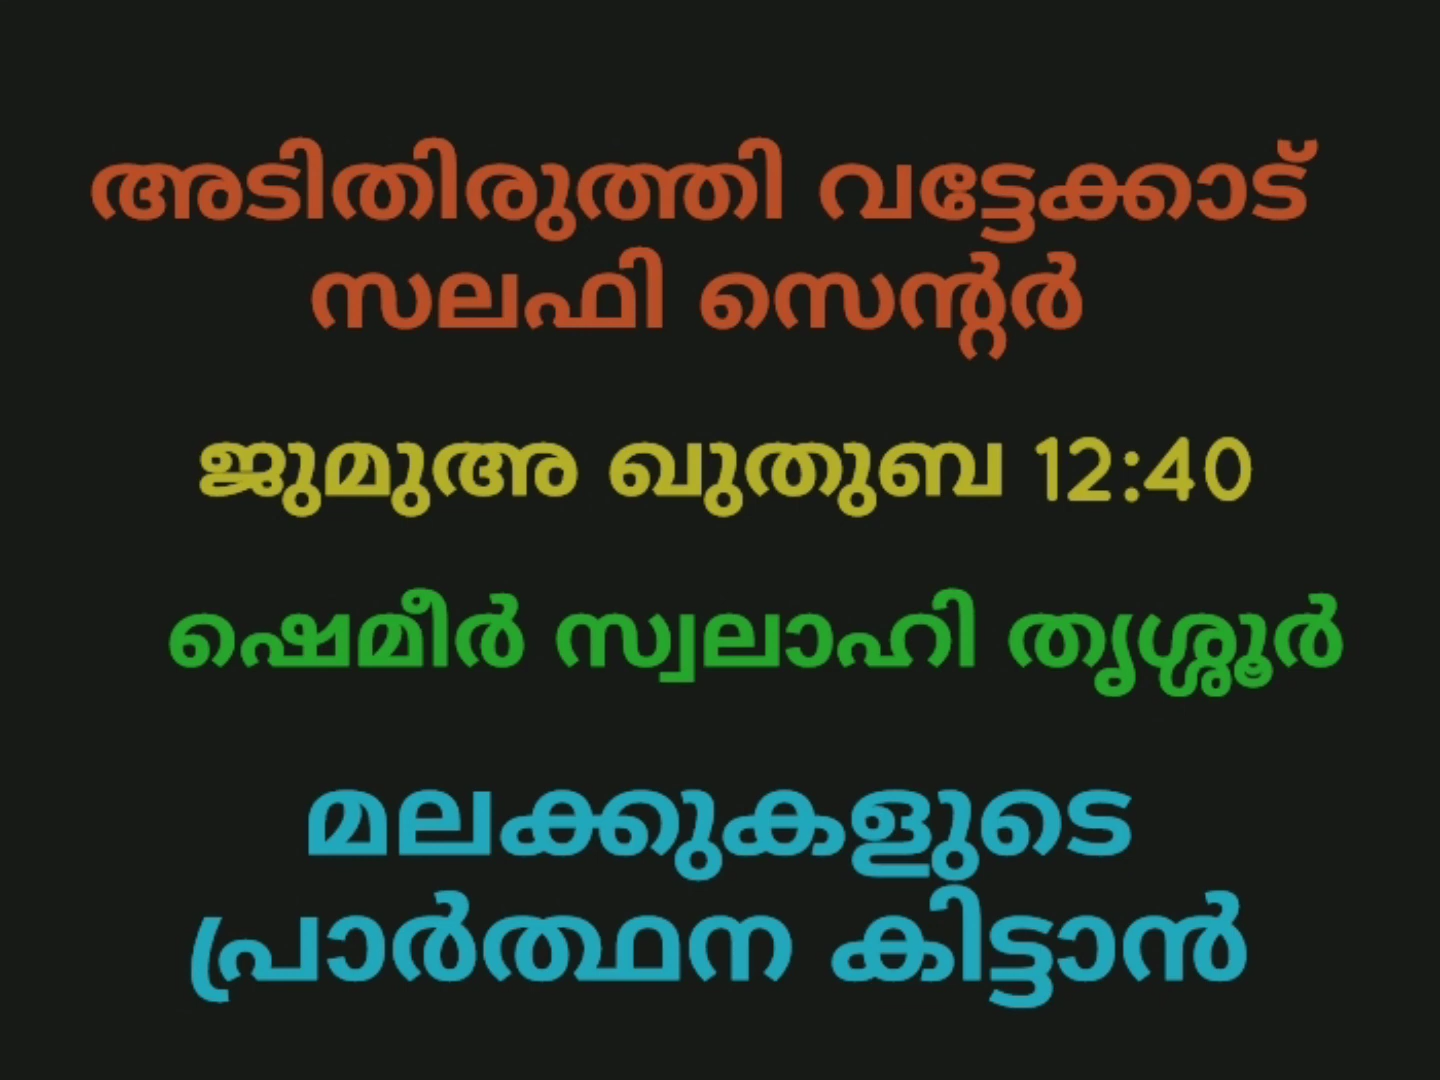 അടിതിരുത്തി വട്ടേക്കാട്
സലഫി സെന്റർ
ജുമുഅ ഖുതുബ 12:40
ഷെമീർ സ്വലാഹി തൃശ്ശൂർ
മലക്കുകളുടെ
പ്രാർത്ഥന കിട്ടാൻ